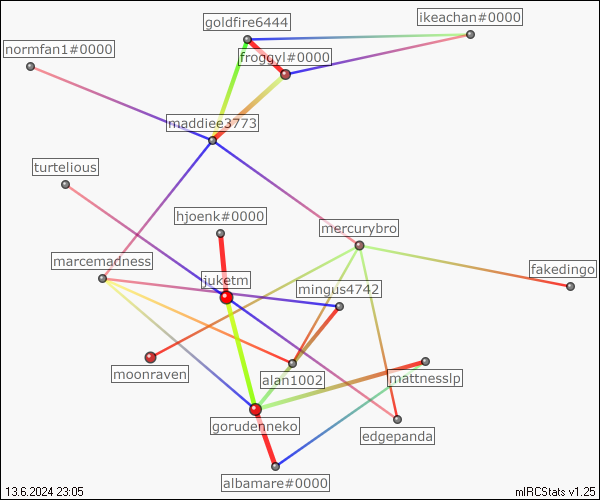 goldfire6444
ikeachan#0000
normfan1#0000
froggyl#0000
maddiee3773
turtelious
hjoenk#0000
mercurybro
marcemadness
fakedingo
juketm
mingus4742
moonraven
alan1002
mattnesslp
gorudenneko
edgepanda
albamare#0000
13.6.2024 23:05
mIRCStats v1.25